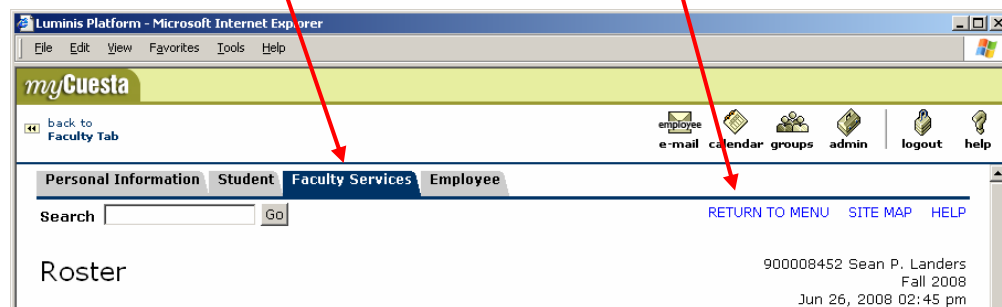 Luminis Platform - Microsoft Internet Explorer
File Edit View Favorites Tools Help
myCuesta
back to
Faculty Tab
employee
e-mail calendar groups admin logout help
Personal Information Student Faculty Services Employee
Search Go RETURN TO MENU SITE MAP HELP
Roster
900008452 Sean P. Landers
Fall 2008
Jun 26, 2008 02:45 pm